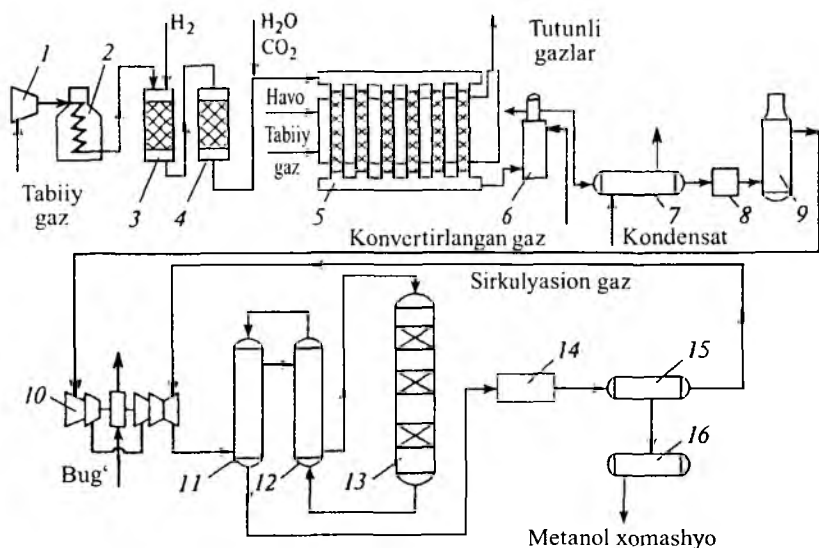 H2
H2O
CO2
Tutunli
gazlar
1
2
Havo
Tabiiy
gaz
Tabiiy
gaz
3
4
5
6
7
8
9
Konvertirlangan gaz
Kondensat
Sirkulyasion gaz
10
14
15
16
Bug‘
11
12
13
Metanol xomashyo